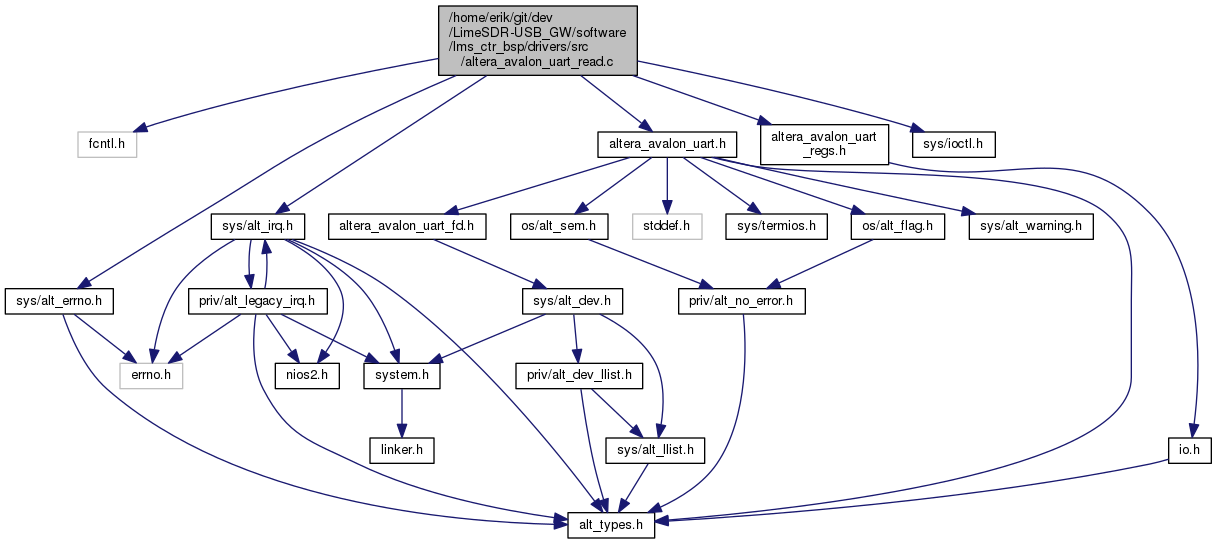 /home/erik/git/dev
/LimeSDR-USB_GW/software
/lms_ctr_bsp/drivers/src
/altera_avalon_uart_read.c
fcntl.h
altera_avalon_uart.h
altera_avalon_uart
_regs.h
sys/ioctl.h
sys/alt_irq.h
altera_avalon_uart_fd.h
os/alt_sem.h
stddef.h
sys/termios.h
os/alt_flag.h
sys/alt_warning.h
sys/alt_errno.h
priv/alt_legacy_irq.h
sys/alt_dev.h
priv/alt_no_error.h
errno.h
nios2.h
system.h
priv/alt_dev_llist.h
linker.h
sys/alt_llist.h
io.h
alt_types.h